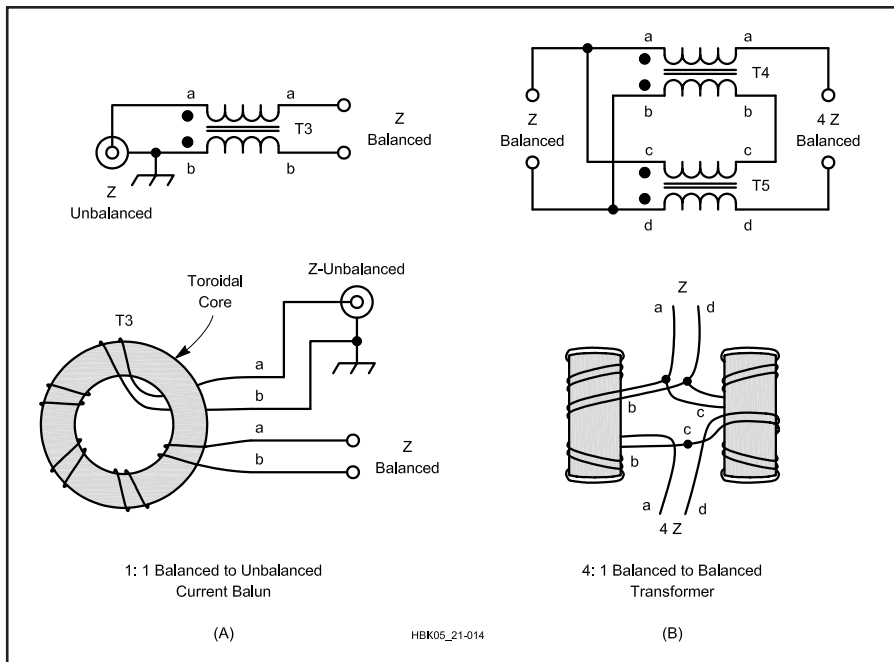 a
a
T3
b
b
Z
Balanced
Z
Unbalanced
a
a
T4
b
b
Z
Balanced
4 Z
Balanced
c
c
T5
d
d
Toroidal
Core
T3
Z-Unbalanced
a
b
a
b
Z
Balanced
1: 1 Balanced to Unbalanced
Current Balun
(A)
Z
a
d
b
c
c
b
a
d
4 Z
4: 1 Balanced to Balanced
Transformer
(B)
HBK05_21-014